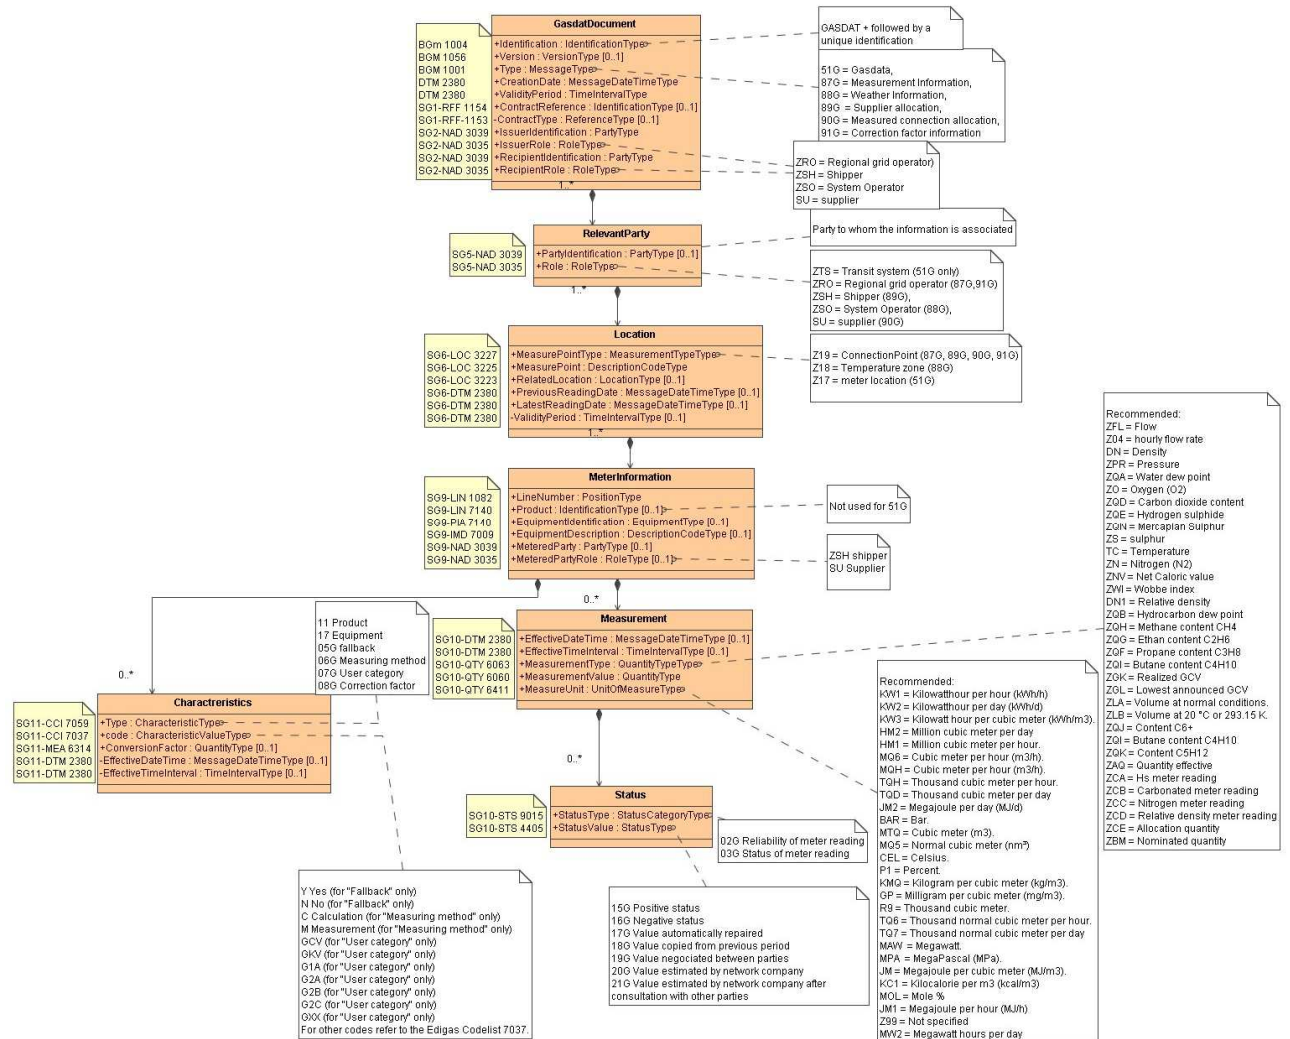 GasdatDocument
BGm 1004
BGM 1056
BGM 1001
DTM 2380
DTM 2380
SG1-RFF 1154
SG1-RFF-1153
SG2-NAD 3039
SG2-NAD 3035
SG2-NAD 3039
SG2-NAD 3035
+Identification : IdentificationType
+Version : VersionType [0..1]
+Type : MessageType
+CreationDate : MessageDateTimeType
+ValidityPeriod : TimeIntervalType
+ContractReference : IdentificationType [0..1]
-ContractType : ReferenceType [0..1]
+IssuerIdentification : PartyType
+IssuerRole : RoleType
+RecipientIdentification : PartyType
+RecipientRole : RoleType
1..*
GASDAT + followed by a
unique identification
51G = Gasdata,
87G = Measurement Information,
88G = Weather Information,
89G = Supplier allocation,
90G = Measured connection allocation,
91G = Correction factor information
ZRO = Regional grid operator)
ZSH = Shipper
ZSO = System Operator
SU = supplier
RelevantParty
SG5-NAD 3039
SG5-NAD 3035
+PartyIdentification : PartyType [0..1]
+Role : RoleType
1..*
Party to whom the information is associated
ZTS = Transit system (51G only)
ZRO = Regional grid operator (87G,91G)
ZSH = Shipper (89G),
ZSO = System Operator (88G),
SU = supplier (90G)
Location
SG6-LOC 3227
SG6-LOC 3225
SG6-LOC 3223
SG6-DTM 2380
SG6-DTM 2380
SG6-DTM 2380
+MeasurePointType : MeasurementTypeType
+MeasurePoint : DescriptionCodeType
+RelatedLocation : LocationType [0..1]
+PreviousReadingDate : MessageDateTimeType [0..1]
+LatestReadingDate : MessageDateTimeType [0..1]
-ValidityPeriod : TimeIntervalType [0..1]
1..*
Z19 = ConnectionPoint (87G, 89G, 90G, 91G)
Z18 = Temperature zone (88G)
Z17 = meter location (51G)
MeterInformation
SG9-LIN 1082
SG9-LIN 7140
SG9-PIA 7140
SG9-IMD 7009
SG9-NAD 3039
SG9-NAD 3035
+LineNumber : PositionType
+Product : IdentificationType [0..1]
+EquipmentIdentification : EquipmentType [0..1]
+EquipmentDescription : DescriptionCodeType [0..1]
+MeteredParty : PartyType [0..1]
+MeteredPartyRole : RoleType [0..1]
Not used for 51G
ZSH shipper
SU Supplier
0..*
0..*
Measurement
SG10-DTM 2380
SG10-DTM 2380
SG10-QTY 6063
SG10-QTY 6060
SG10-QTY 6411
+EffectiveDateTime : MessageDateTimeType [0..1]
+EffectiveTimeInterval : TimeIntervalType [0..1]
+MeasurementType : QuantityTypeType
+MeasurementValue : QuantityType
+MeasureUnit : UnitOfMeasureType
11 Product
17 Equipment
05G fallback
06G Measuring method
07G User category
08G Correction factor
Charactreristics
SG11-CCI 7059
SG11-CCI 7037
SG11-MEA 6314
SG11-DTM 2380
SG11-DTM 2380
+Type : CharacteristicType
+code : CharacteristicValueType
+ConversionFactor : QuantityType [0..1]
-EffectiveDateTime : MessageDateTimeType [0..1]
-EffectiveTimeInterval : TimeIntervalType [0..1]
0..*
Status
SG10-STS 9015
SG10-STS 4405
+StatusType : StatusCategoryType
+StatusValue : StatusType
02G Reliability of meter reading
03G Status of meter reading
15G Positive status
16G Negative status
17G Value automatically repaired
18G Value copied from previous period
19G Value negociated between parties
20G Value estimated by network company
21G Value estimated by network company after
consultation with other parties
Y Yes (for "Fallback" only)
N No (for "Fallback" only)
C Calculation (for "Measuring method" only)
M Measurement (for "Measuring method" only)
GCV (for "User category" only)
GKV (for "User category" only)
G1A (for "User category" only)
G2A (for "User category" only)
G2B (for "User category" only)
G2C (for "User category" only)
GXX (for "User category" only)
For other codes refer to the Edigas Codelist 7037.
Recommended:
KW1 = Kilowatthour per hour (kWh/h)
KW2 = Kilowatthour per day (kWh/d)
KW3 = Kilowatt hour per cubic meter (kWh/m3).
HM2 = Million cubic meter per day
HM1 = Million cubic meter per hour.
MQ6 = Cubic meter per hour (m3/h).
MQH = Cubic meter per hour (m3/h).
TQH = Thousand cubic meter per hour.
TQD = Thousand cubic meter per day
JM2 = Megajoule per day (MJ/d)
BAR = Bar.
MTQ = Cubic meter (m3).
MQ5 = Normal cubic meter (nm³)
CEL = Celsius.
P1 = Percent.
KMQ = Kilogram per cubic meter (kg/m3).
GP = Milligram per cubic meter (mg/m3).
R9 = Thousand cubic meter.
TQ6 = Thousand normal cubic meter per hour.
TQ7 = Thousand normal cubic meter per day
MAW = Megawatt.
MPA = MegaPascal (MPa).
JM = Megajoule per cubic meter (MJ/m3).
KC1 = Kilocalorie per m3 (kcal/m3)
MOL = Mole %
JM1 = Megajoule per hour (MJ/h)
Z99 = Not specified
MW2 = Megawatt hours per day
Recommended:
ZFL = Flow
Z04 = hourly flow rate
DN = Density
ZPR = Pressure
ZQA = Water dew point
ZO = Oxygen (O2)
ZQD = Carbon dioxide content
ZQE = Hydrogen sulphide
ZQN = Mercaptan Sulphur
ZS = sulphur
TC = Temperature
ZN = Nitrogen (N2)
ZNV = Net Caloric value
ZWI = Wobbe index
DN1 = Relative density
ZQB = Hydrocarbon dew point
ZQH = Methane content CH4
ZQG = Ethan content C2H6
ZQF = Propane content C3H8
ZQI = Butane content C4H10
ZGK = Realized GCV
ZGL = Lowest announced GCV
ZLA = Volume at normal conditions.
ZLB = Volume at 20 °C or 293.15 K.
ZQJ = Content C6+
ZQI = Butane content C4H10
ZQK = Content C5H12
ZAQ = Quantity effective
ZCA = Hs meter reading
ZCB = Carbonated meter reading
ZCC = Nitrogen meter reading
ZCD = Relative density meter reading
ZCE = Allocation quantity
ZBM = Nominated quantity